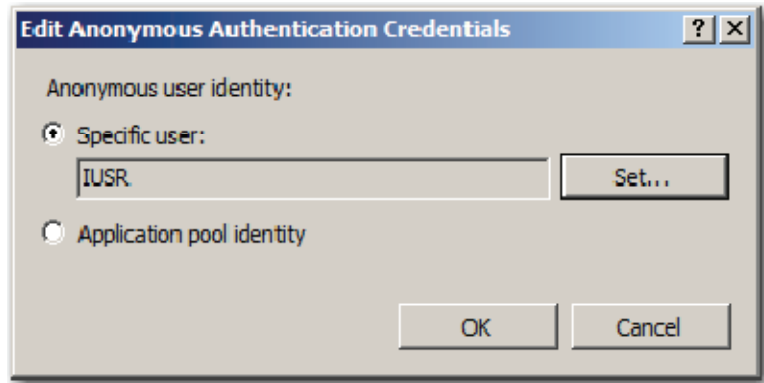 Edit Anonymous Authentication Credentials ? X
Anonymous user identity:
Specific user:
IUSR Set...
Application pool identity
OK Cancel